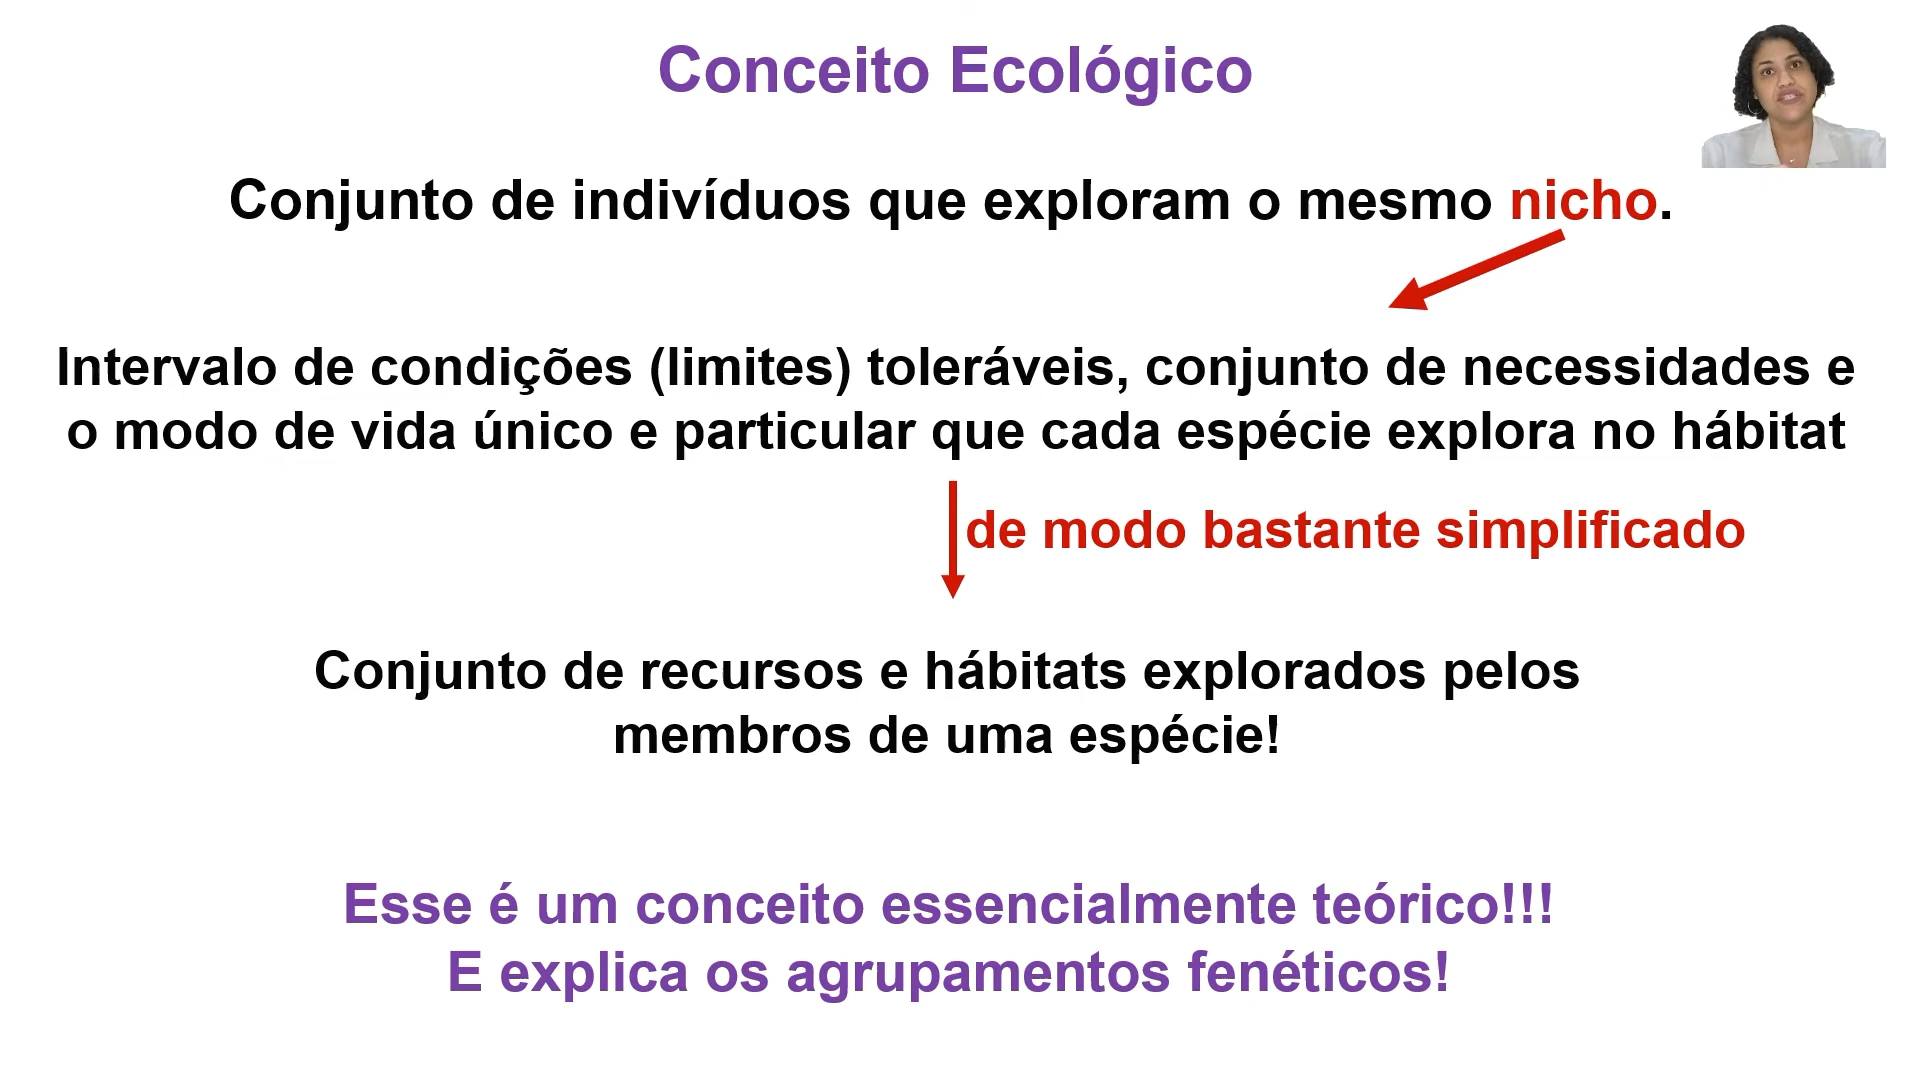 Conceito Ecológico
Conjunto de indivíduos que exploram o mesmo nicho.
Intervalo de condições (limites) toleráveis, conjunto de necessidades e
o modo de vida único e particular que cada espécie explora no hábitat
de modo bastante simplificado
Conjunto de recursos e hábitats explorados pelos
membros de uma espécie!
Esse é um conceito essencialmente teórico!!!
E explica os agrupamentos fenéticos!